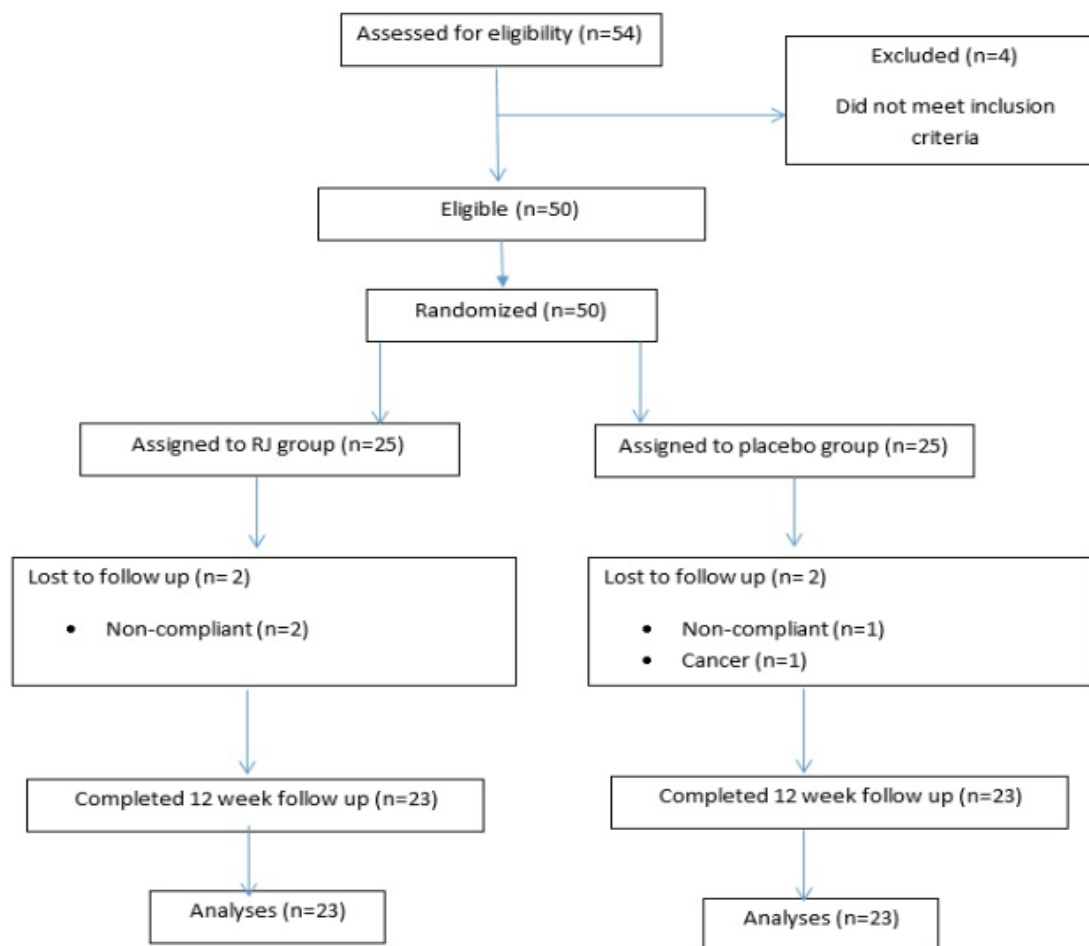 Assessed for eligibility (n=54)
Excluded (n=4)
Did not meet inclusion
criteria
Eligible (n=50)
Randomized (n=50)
Assigned to RJ group (n=25)
Assigned to placebo group (n=25)
Lost to follow up (n= 2)
• Non-compliant (n=2)
Lost to follow up (n= 2)
• Non-compliant (n=1)
• Cancer (n=1)
Completed 12 week follow up (n=23)
Completed 12 week follow up (n=23)
Analyses (n=23)
Analyses (n=23)